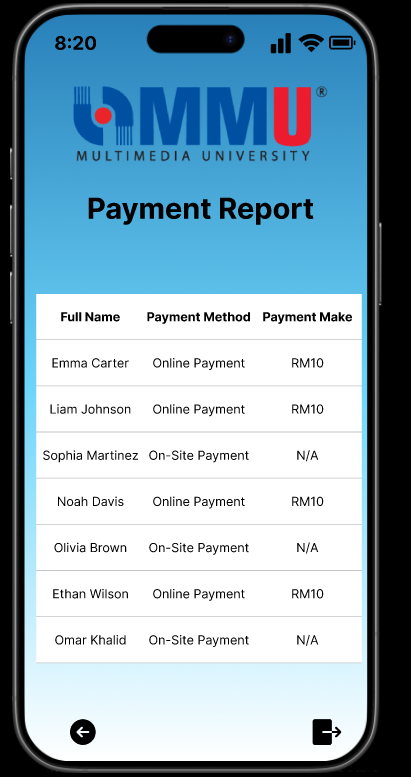 8:20
MMU®
MULTIMEDIA UNIVERSITY
Payment Report
Full Name Payment Method Payment Make
Emma Carter Online Payment RM10
Liam Johnson Online Payment RM10
Sophia Martinez On-Site Payment N/A
Noah Davis Online Payment RM10
Olivia Brown On-Site Payment N/A
Ethan Wilson Online Payment RM10
Omar Khalid On-Site Payment N/A